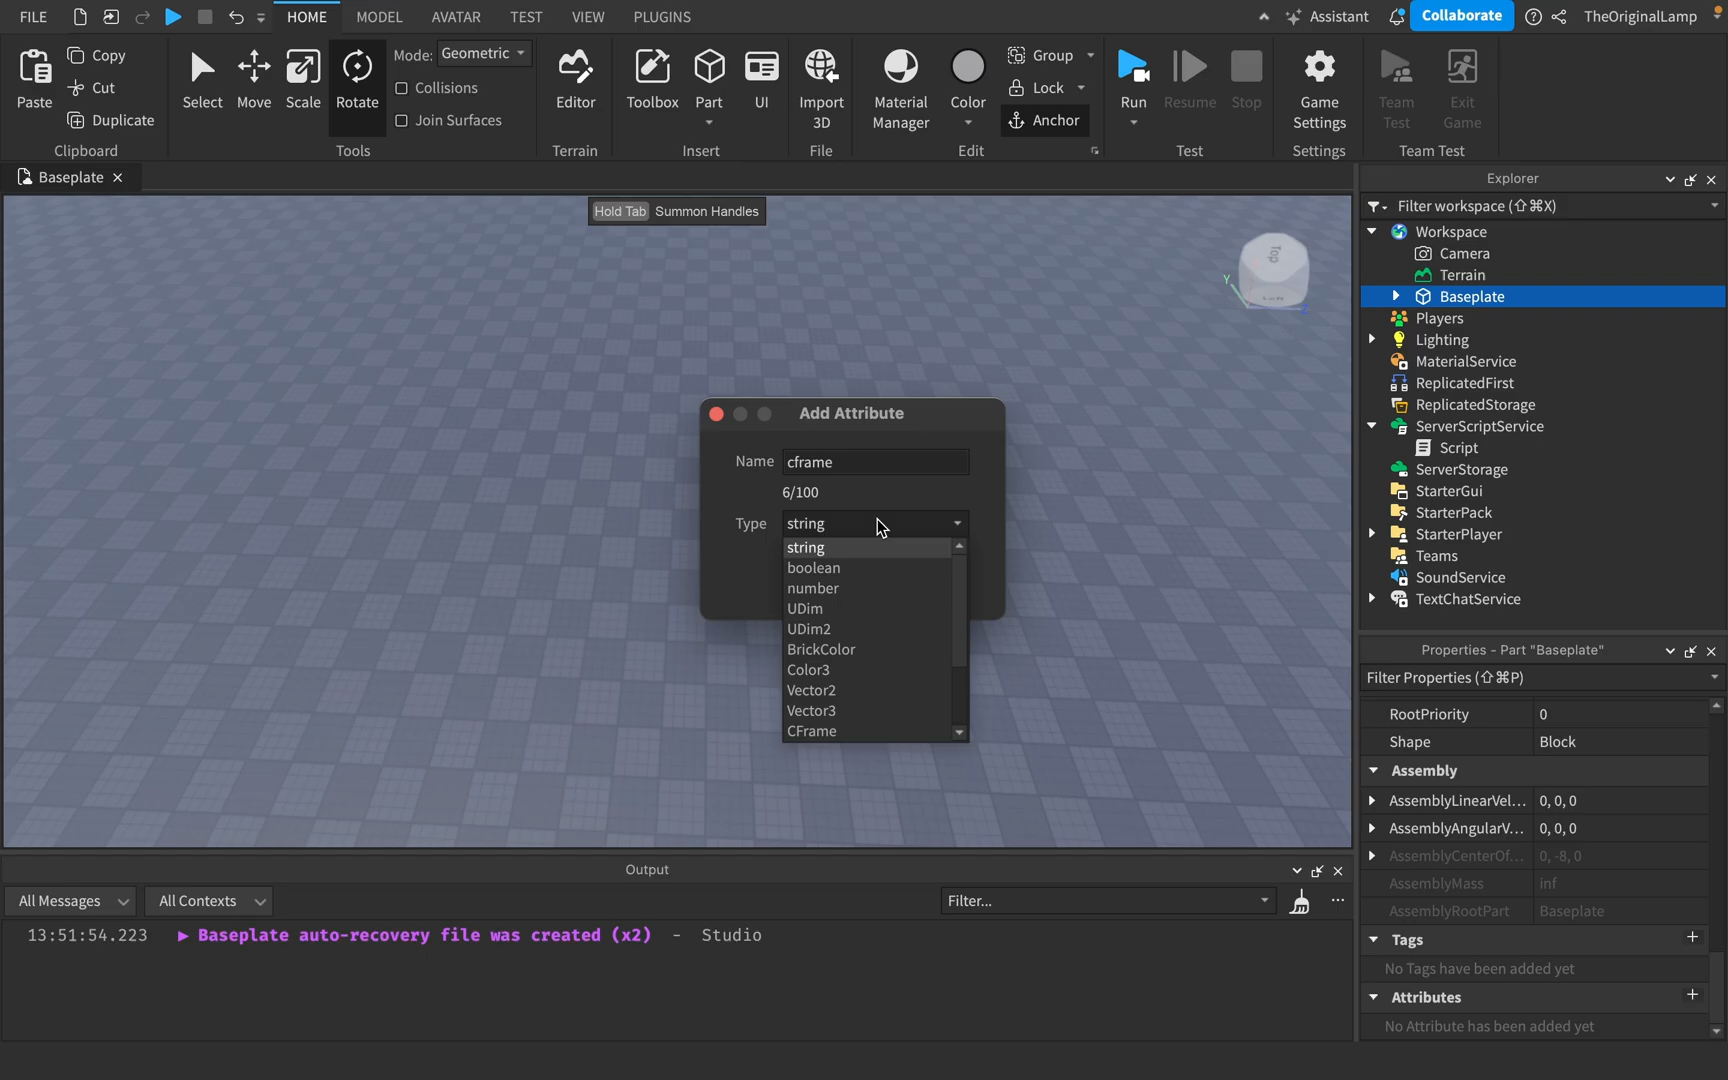 FILE HOME MODEL AVATAR TEST VIEW PLUGINS Assistant Collaborate TheOriginalLamp
Paste Copy Cut Duplicate
Clipboard
Select Move Scale Rotate
Mode: Geometric
Collisions
Join Surfaces
Tools
Editor
Terrain
Toolbox Part UI
Insert
Import
3D
File
Material
Manager
Color
Group
Lock
Anchor
Edit
Run Resume Stop
Test
Game
Settings
Settings
Team
Test
Exit
Game
Team Test
Baseplate
Hold Tab Summon Handles
Top
Y
Z
Add Attribute
Name cframe
6/100
Type string
string
boolean
number
UDim
UDim2
BrickColor
Color3
Vector2
Vector3
CFrame
Explorer
Filter workspace (⇧⌘X)
Workspace
Camera
Terrain
Baseplate
Players
Lighting
MaterialService
ReplicatedFirst
ReplicatedStorage
ServerScriptService
Script
ServerStorage
StarterGui
StarterPack
StarterPlayer
Teams
SoundService
TextChatService
Properties - Part "Baseplate"
Filter Properties (⇧⌘P)
RootPriority 0
Shape Block
Assembly
AssemblyLinearVel... 0, 0, 0
AssemblyAngularV... 0, 0, 0
AssemblyCenterOf... 0, -8, 0
AssemblyMass inf
AssemblyRootPart Baseplate
Tags
No Tags have been added yet
Attributes
No Attribute has been added yet
Output
All Messages All Contexts Filter...
13:51:54.223 Baseplate auto-recovery file was created (x2) - Studio